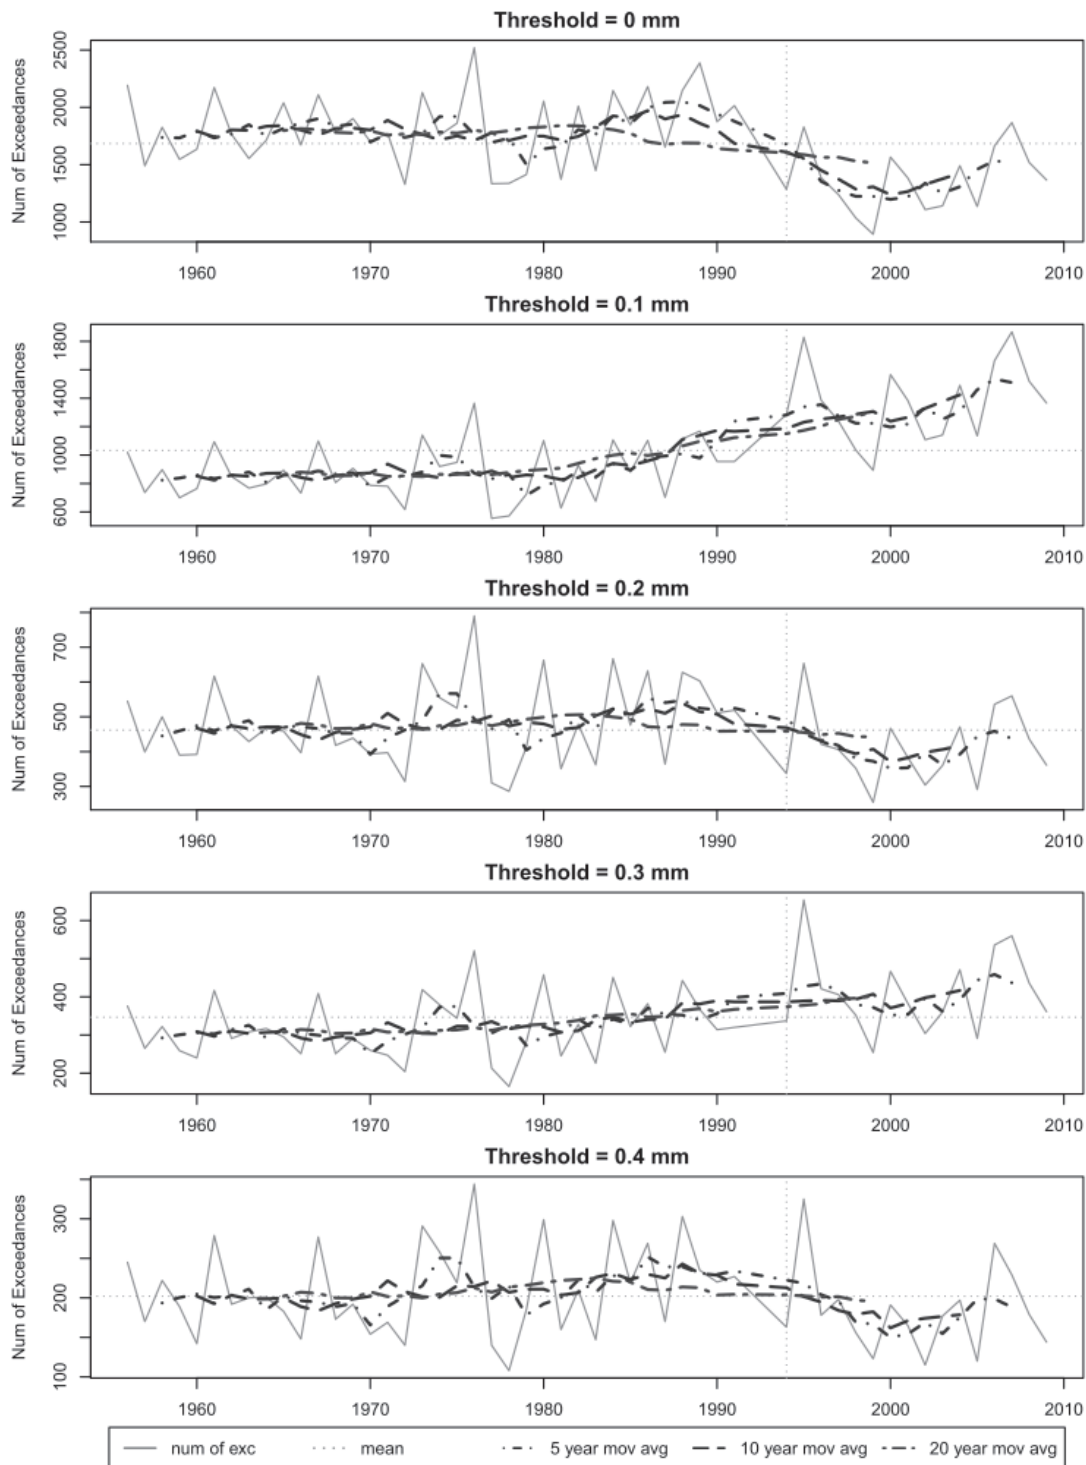 Threshold = 0 mm
Num of Exceedances
2500
2000
1500
1000
1960 1970 1980 1990 2000 2010
Threshold = 0.1 mm
Num of Exceedances
1800
1400
1000
600
1960 1970 1980 1990 2000 2010
Threshold = 0.2 mm
Num of Exceedances
700
500
300
1960 1970 1980 1990 2000 2010
Threshold = 0.3 mm
Num of Exceedances
600
400
200
1960 1970 1980 1990 2000 2010
Threshold = 0.4 mm
Num of Exceedances
300
200
100
1960 1970 1980 1990 2000 2010
num of exc mean 5 year mov avg 10 year mov avg 20 year mov avg